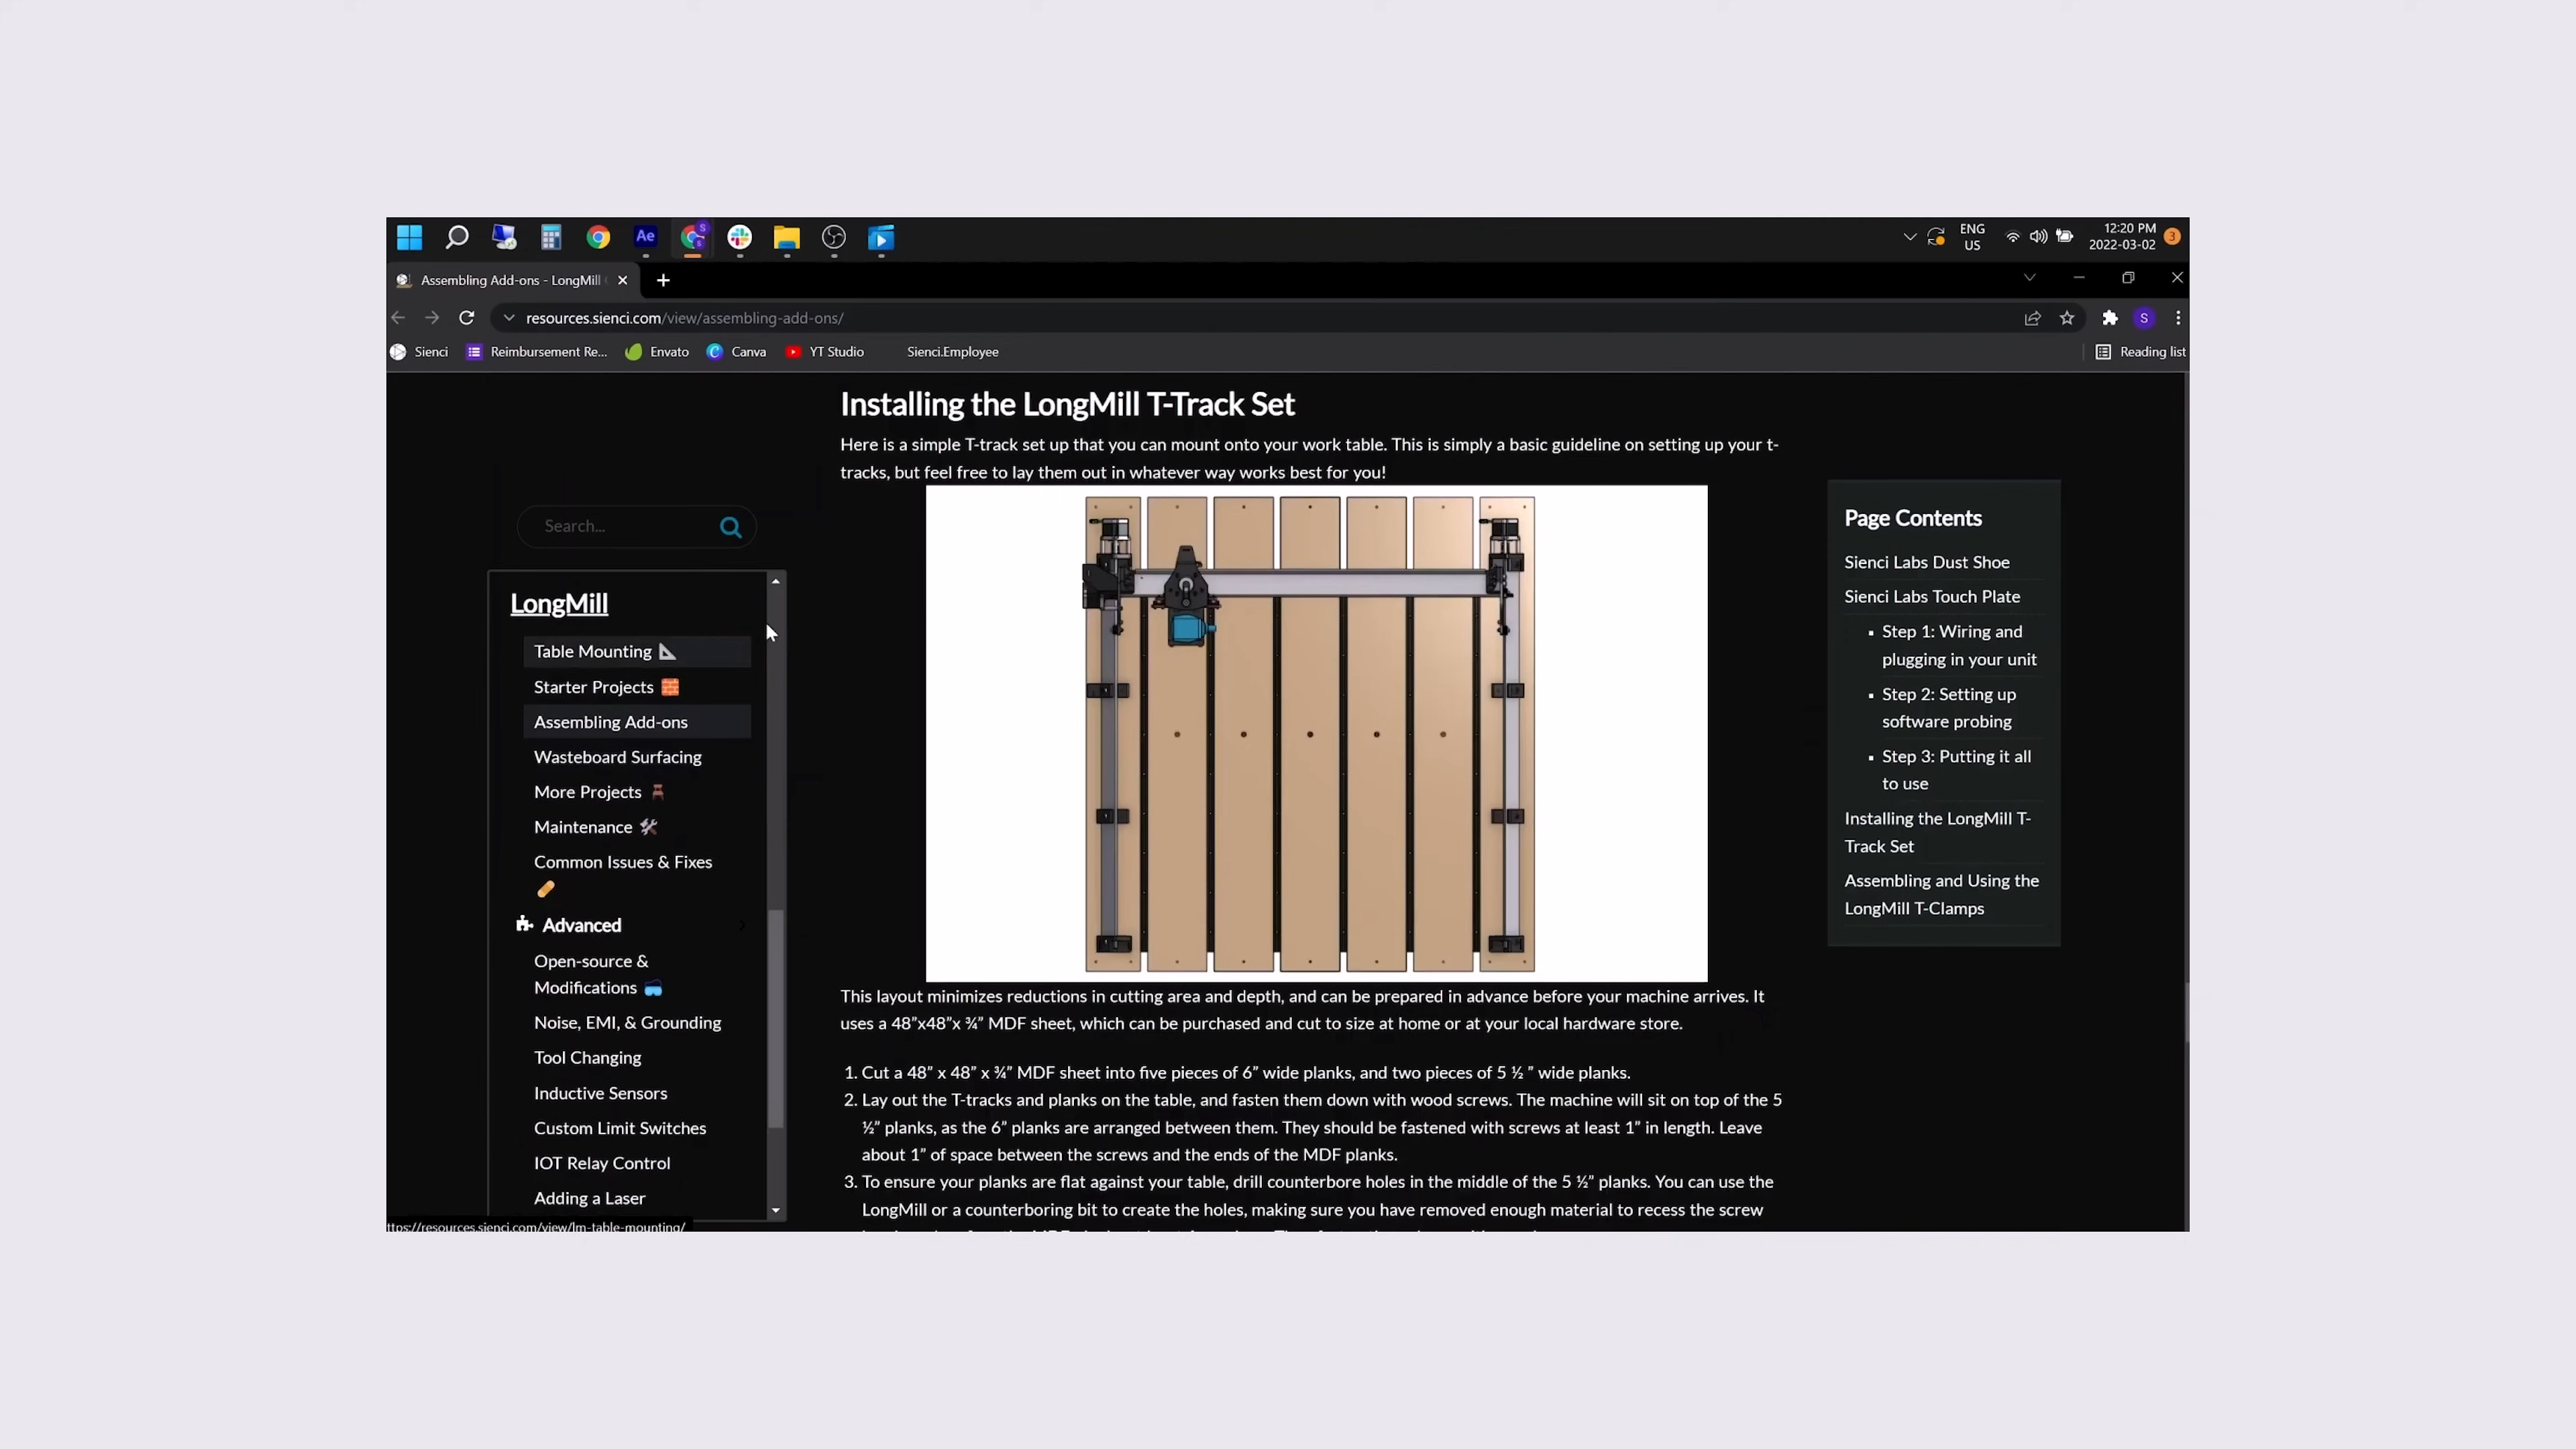 Ae
S
S
ENG
US
12:20 PM
2022-03-02
3
Assembling Add-ons - LongMill
resources.sienci.com/view/assembling-add-ons/
S
Sienci
Reimbursement Re...
Envato
Canva
YT Studio
Sienci.Employee
Reading list
Search...
LongMill
Table Mounting 📐
Starter Projects 🧱
Assembling Add-ons
Wasteboard Surfacing
More Projects 🪑
Maintenance 🛠
Common Issues & Fixes
🩹
Advanced
Open-source &
Modifications 🥽
Noise, EMI, & Grounding
Tool Changing
Inductive Sensors
Custom Limit Switches
IOT Relay Control
Adding a Laser
ttps://resources.sienci.com/view/lm-table-mounting/
Installing the LongMill T-Track Set
Here is a simple T-track set up that you can mount onto your work table. This is simply a basic guideline on setting up your t-
tracks, but feel free to lay them out in whatever way works best for you!
This layout minimizes reductions in cutting area and depth, and can be prepared in advance before your machine arrives. It
uses a 48”x48”x ¾” MDF sheet, which can be purchased and cut to size at home or at your local hardware store.
1. Cut a 48” x 48” x ¾” MDF sheet into five pieces of 6” wide planks, and two pieces of 5 ½ ” wide planks.
2. Lay out the T-tracks and planks on the table, and fasten them down with wood screws. The machine will sit on top of the 5
½” planks, as the 6” planks are arranged between them. They should be fastened with screws at least 1” in length. Leave
about 1” of space between the screws and the ends of the MDF planks.
3. To ensure your planks are flat against your table, drill counterbore holes in the middle of the 5 ½” planks. You can use the
LongMill or a counterboring bit to create the holes, making sure you have removed enough material to recess the screw
Page Contents
Sienci Labs Dust Shoe
Sienci Labs Touch Plate
▪ Step 1: Wiring and
plugging in your unit
▪ Step 2: Setting up
software probing
▪ Step 3: Putting it all
to use
Installing the LongMill T-
Track Set
Assembling and Using the
LongMill T-Clamps